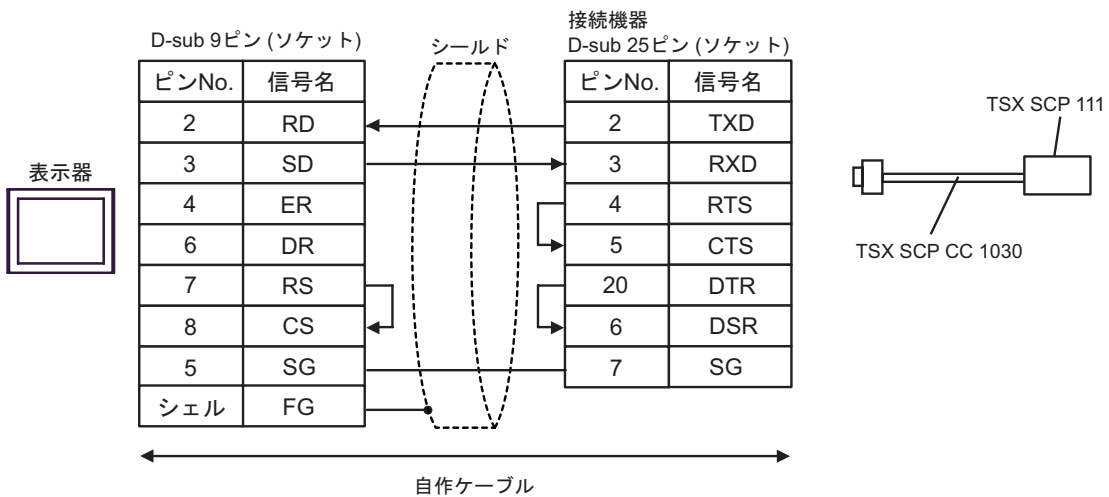 接続機器
D-sub 9ピン (ソケット)
シールド
D-sub 25ピン (ソケット)
ピンNo. 信号名
ピンNo. 信号名
2 RD
2 TXD
3 SD
3 RXD
4 ER
4 RTS
6 DR
5 CTS
7 RS
20 DTR
8 CS
6 DSR
5 SG
7 SG
シェル FG
表示器
TSX SCP 111
TSX SCP CC 1030
自作ケーブル